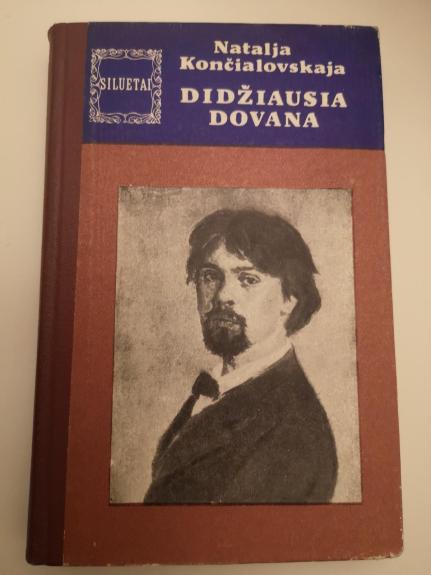 SILUETAI
Natalja
Končialovskaja
DIDŽIAUSIA
DOVANA